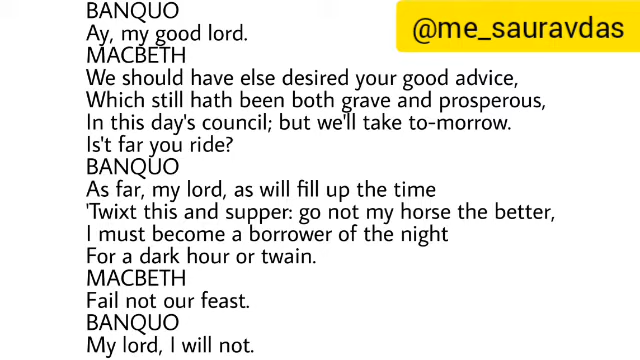 BANQUO
@me_sauravdas
Ay, my good lord.
MACBETH
We should have else desired your good advice,
Which still hath been both grave and prosperous,
In this day's council; but we'll take to-morrow.
Is't far you ride?
BANQUO
As far, my lord, as will fill up the time
'Twixt this and supper: go not my horse the better,
I must become a borrower of the night
For a dark hour or twain.
MACBETH
Fail not our feast.
BANQUO
My lord, I will not.